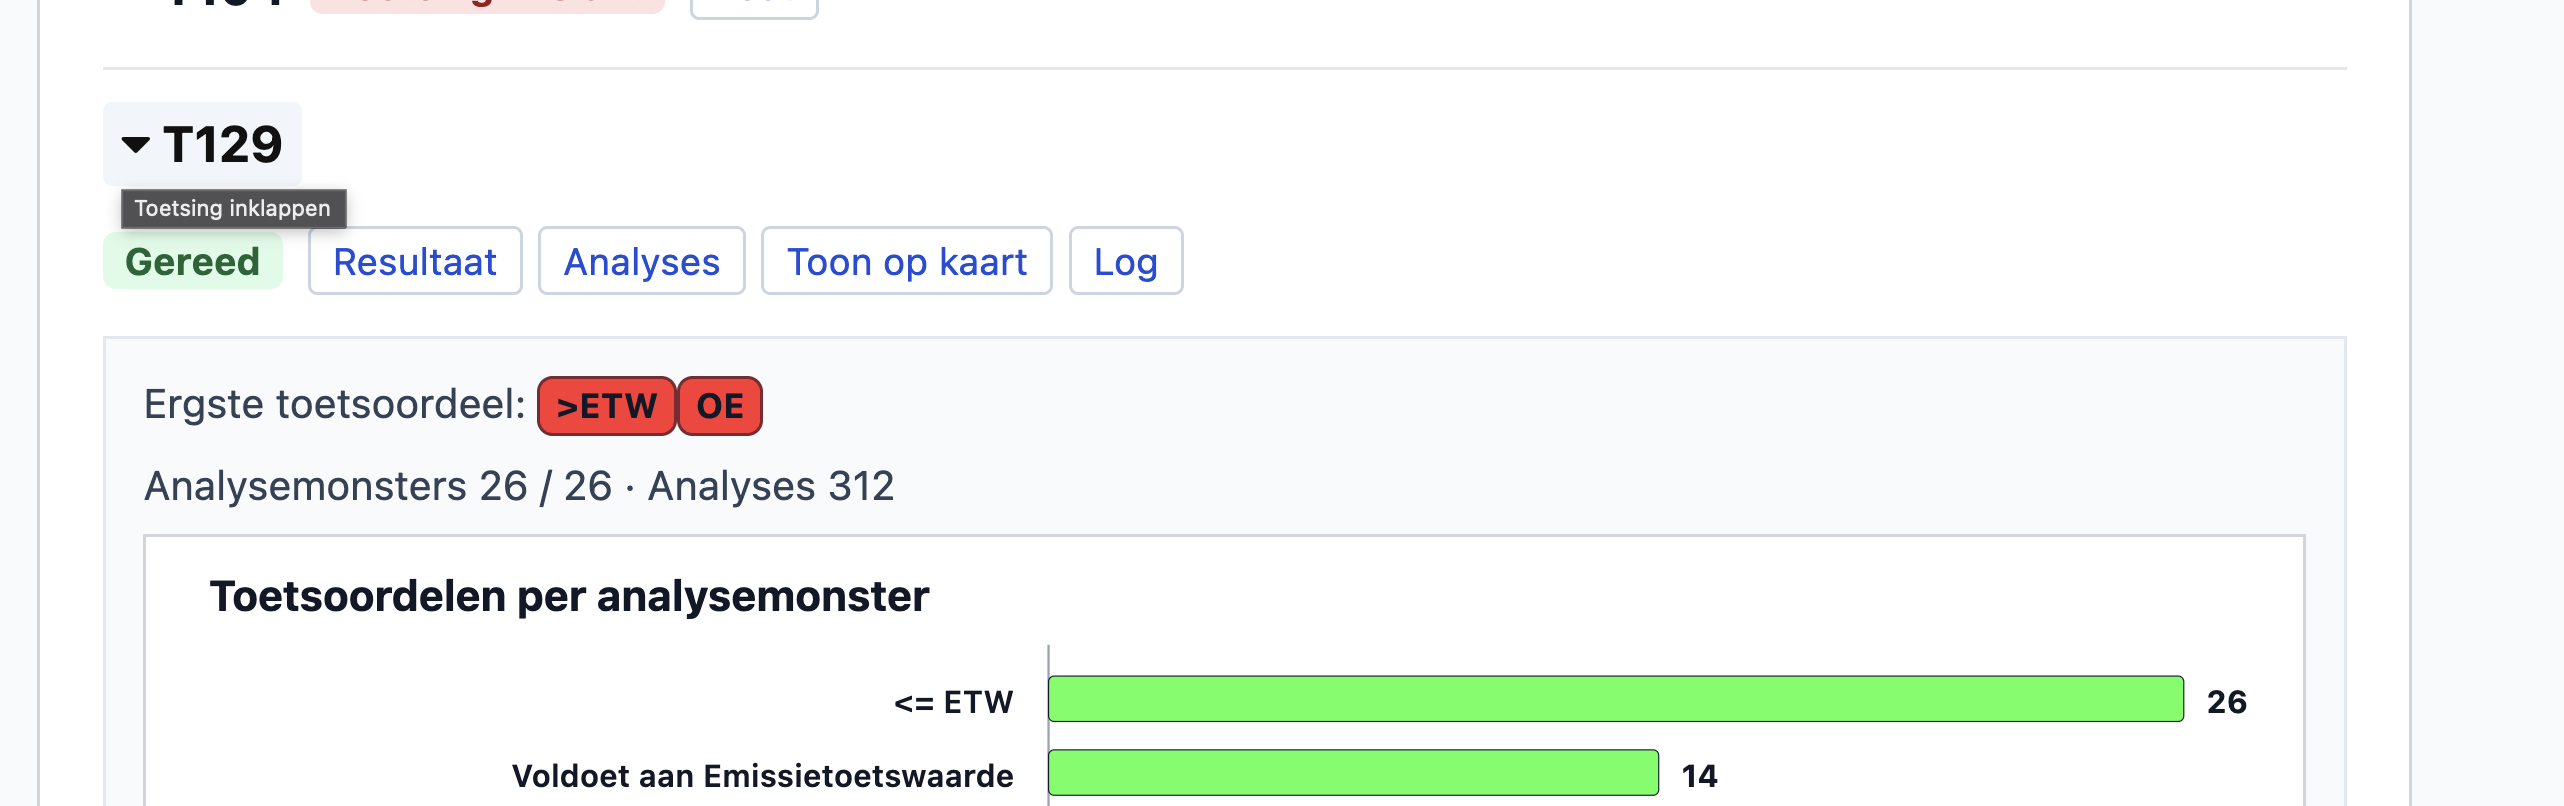 T129
Toetsing inklappen
Gereed Resultaat Analyses Toon op kaart Log
Ergste toetsoordeel: >ETW OE
Analysemonsters 26 / 26 · Analyses 312
Toetsoordelen per analysemonster
<= ETW 26
Voldoet aan Emissietoetswaarde 14